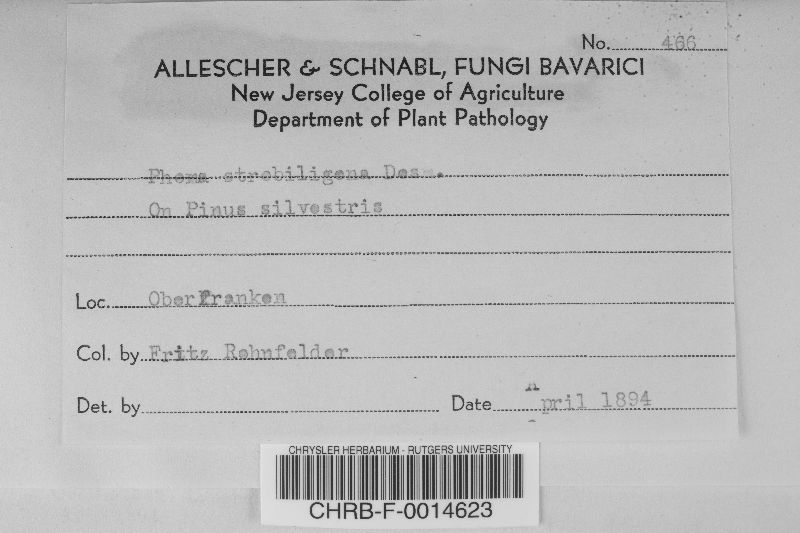 No. 466
ALLESCHER & SCHNABL, FUNGI BAVARICI
New Jersey College of Agriculture
Department of Plant Pathology
Phoma strobiligena Desm.
On Pinus silvestris
Loc. Oberfranken
Col. by Fritz Rehnfelder
Det. by Date April 1894
CHRYSLER HERBARIUM - RUTGERS UNIVERSITY
CHRB-F-0014623